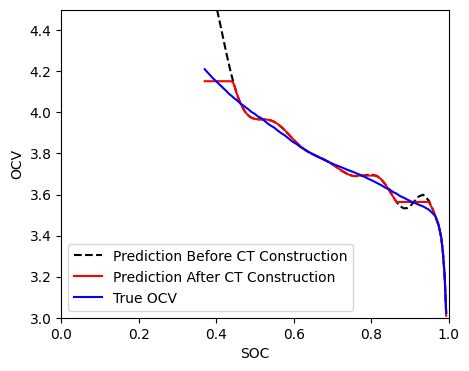 4.4
4.2
4.0
3.8
3.6
3.4
3.2
3.0
OCV
Prediction Before CT Construction
Prediction After CT Construction
True OCV
0.0 0.2 0.4 0.6 0.8 1.0
SOC